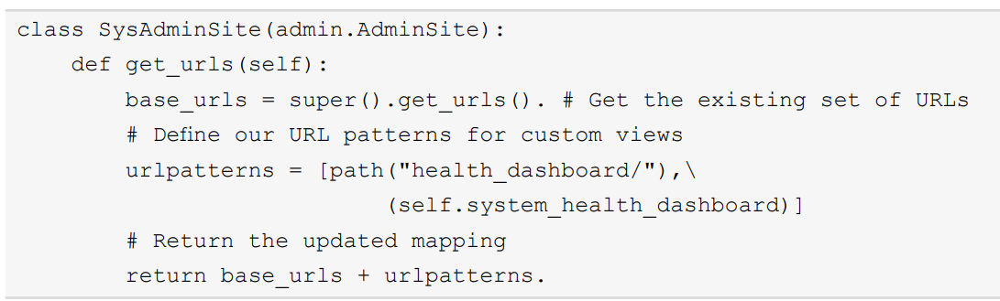 class SysAdminSite(admin.AdminSite):
    def get_urls(self):
        base_urls = super().get_urls(). # Get the existing set of URLs
        # Define our URL patterns for custom views
        urlpatterns = [path("health_dashboard/"),\
                           (self.system_health_dashboard)]
        # Return the updated mapping
        return base_urls + urlpatterns.